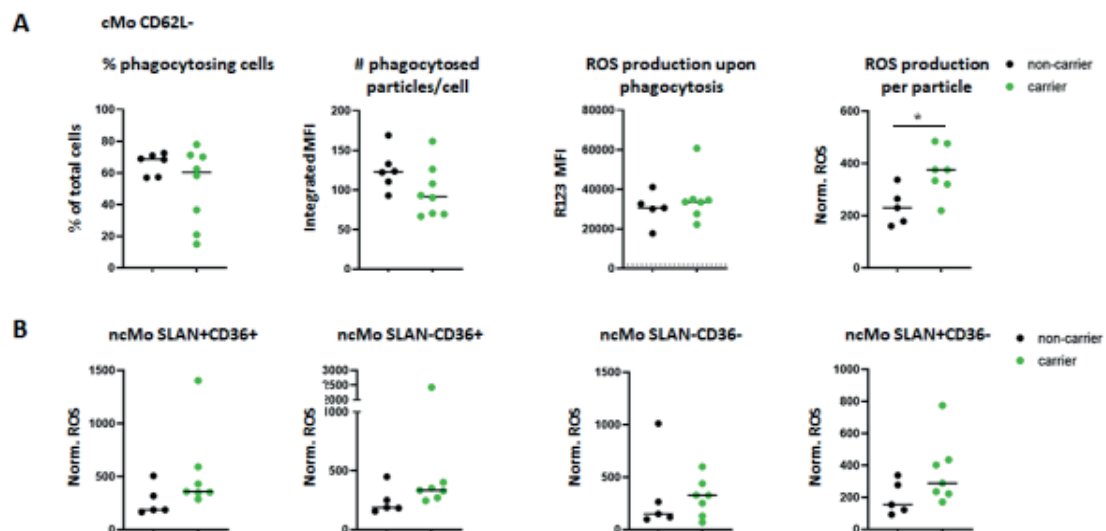 A
cMo CD62L-
% phagocytosing cells
# phagocytosed
particles/cell
ROS production upon
phagocytosis
ROS production
per particle
non-carrier
carrier
% of total cells
100
80
60
40
20
0
IntegratedMFI
200
150
100
50
0
R123 MFI
80000
60000
40000
20000
0
Norm. ROS
600
400
200
0
*
B
ncMo SLAN+CD36+
ncMo SLAN-CD36+
ncMo SLAN-CD36-
ncMo SLAN+CD36-
non-carrier
carrier
Norm. ROS
1500
1000
500
0
Norm. ROS
3000
2500
2000
1000
500
0
Norm. ROS
1500
1000
500
0
Norm. ROS
1000
800
600
400
200
0